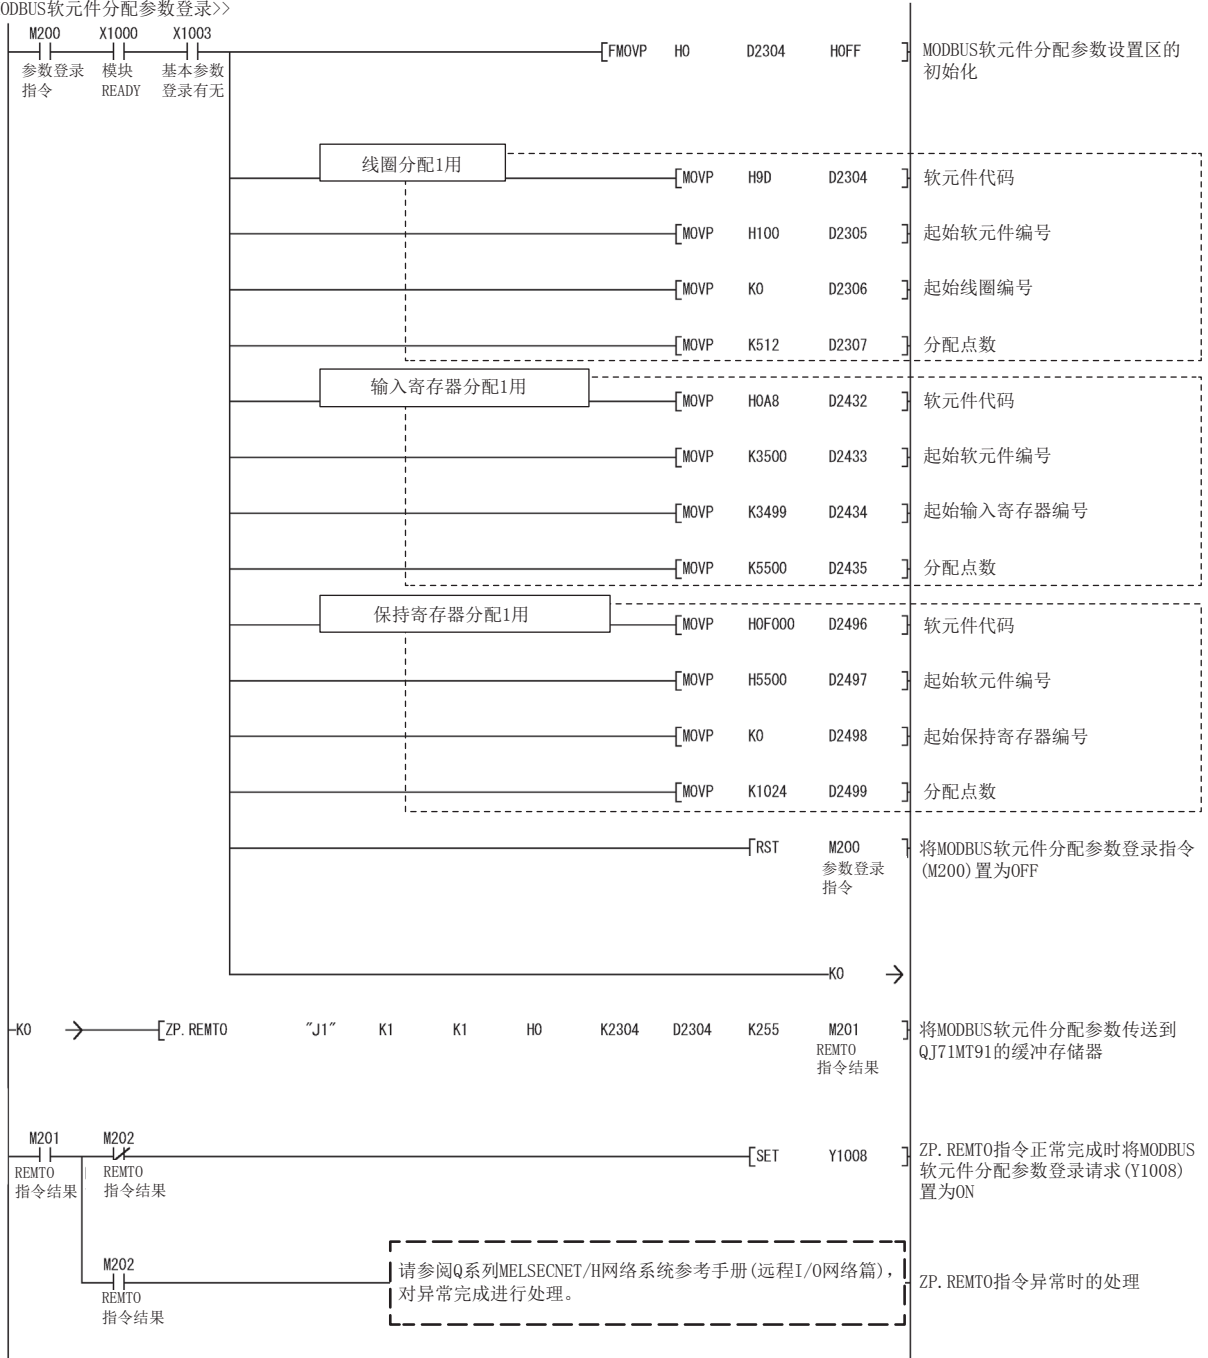 ODBUS软元件分配参数登录>>
M200 X1000 X1003
参数登录 模块 基本参数
指令 READY 登录有无
FMOVP H0 D2304 H0FF
MODBUS软元件分配参数设置区的
初始化
线圈分配1用
MOVP H9D D2304 软元件代码
MOVP H100 D2305 起始软元件编号
MOVP K0 D2306 起始线圈编号
MOVP K512 D2307 分配点数
输入寄存器分配1用
MOVP H0A8 D2432 软元件代码
MOVP K3500 D2433 起始软元件编号
MOVP K3499 D2434 起始输入寄存器编号
MOVP K5500 D2435 分配点数
保持寄存器分配1用
MOVP H0F000 D2496 软元件代码
MOVP H5500 D2497 起始软元件编号
MOVP K0 D2498 起始保持寄存器编号
MOVP K1024 D2499 分配点数
RST M200
参数登录
指令
将MODBUS软元件分配参数登录指令
(M200)置为OFF
K0
K0 ZP.REMTO "J1" K1 K1 H0 K2304 D2304 K255 M201
REMTO
指令结果
将MODBUS软元件分配参数传送到
QJ71MT91的缓冲存储器
M201 M202
REMTO REMTO
指令结果 指令结果
SET Y1008
ZP.REMTO指令正常完成时将MODBUS
软元件分配参数登录请求(Y1008)
置为ON
M202
REMTO
指令结果
请参阅Q系列MELSECNET/H网络系统参考手册(远程I/O网络篇),
对异常完成进行处理。
ZP.REMTO指令异常时的处理